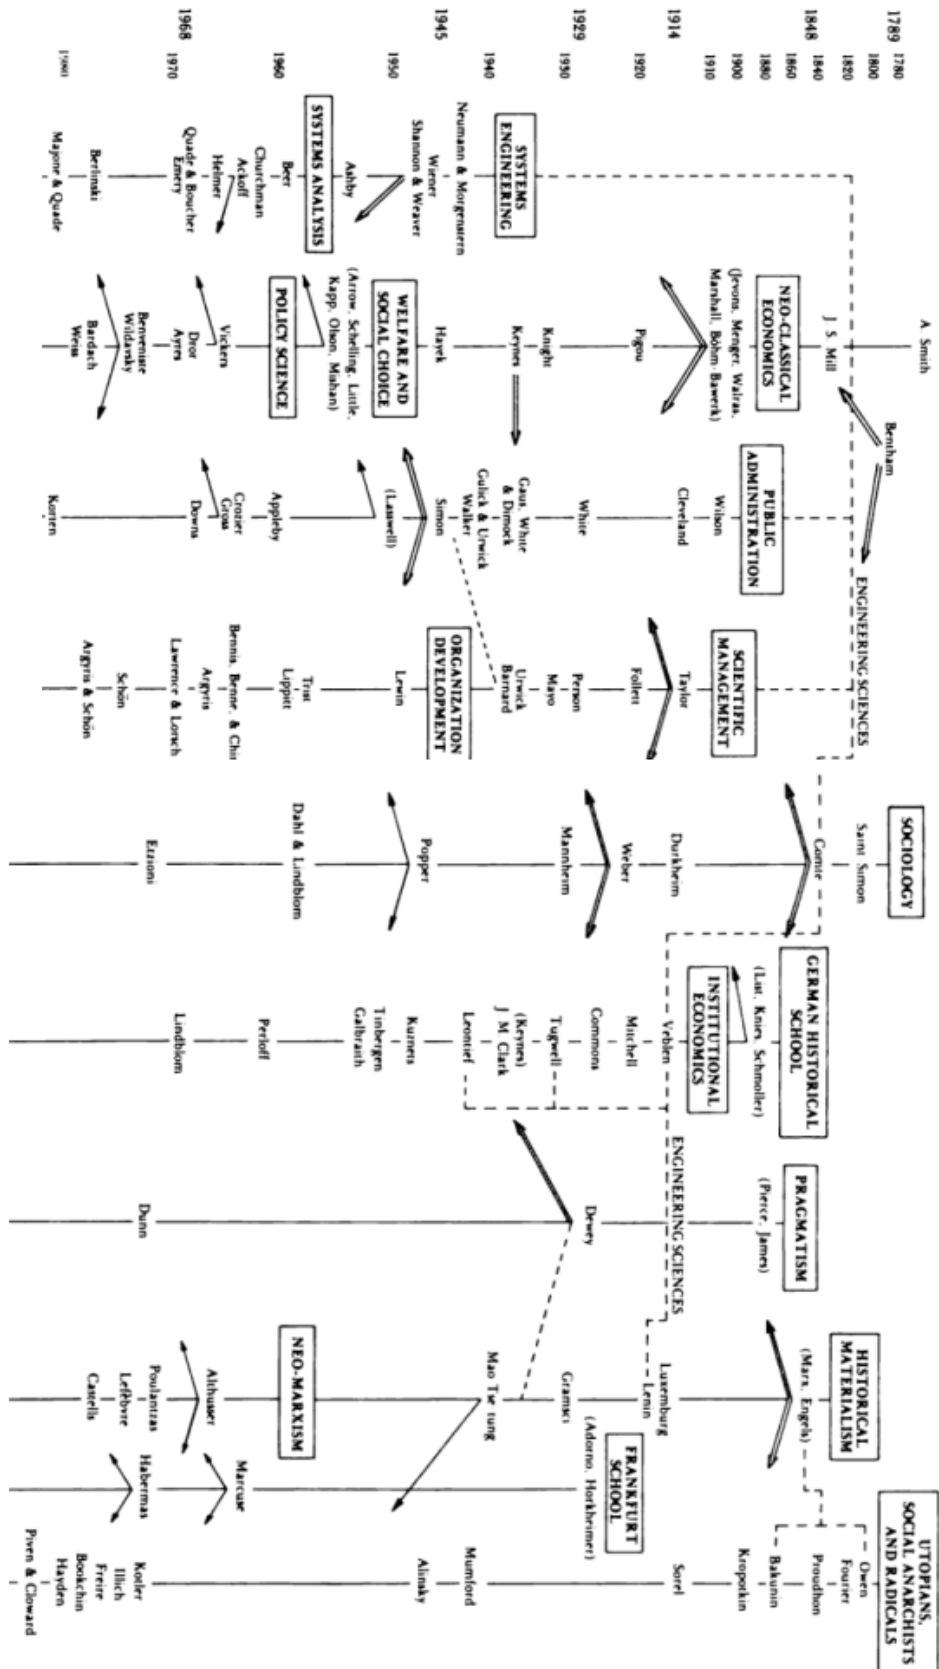 1789
1848
1914
1929
1945
1968
1780
1800
1820
1840
1860
1880
1900
1910
1920
1930
1940
1950
1960
1970
SYSTEMS
ENGINEERING
Neumann & Morgenstern
Wiener
Shannon & Weaver
Ashby
SYSTEMS ANALYSIS
Beer
Churchman
Ackoff
Helmer
Quade & Boucher
Emery
Berlinski
Majone & Quade
A. Smith
J. S. Mill
NEO-CLASSICAL
ECONOMICS
(Jevons, Menger, Walras,
Marshall, Böhm-Bawerk)
Pigou
Knight
Keynes
Hayek
WELFARE AND
SOCIAL CHOICE
(Arrow, Schelling, Little,
Kapp, Olson, Mishan)
POLICY SCIENCE
Vickers
Dror
Ayres
Benveniste
Wildavsky
Bardach
Weiss
Bentham
PUBLIC
ADMINISTRATION
Wilson
Cleveland
White
Gaus, White
& Dimock
Gulick & Urwick
Walker
Simon
(Lasswell)
Appleby
Crozier
Gross
Downs
Korten
ENGINEERING SCIENCES
SCIENTIFIC
MANAGEMENT
Taylor
Follett
Person
Mayo
Urwick
Barnard
ORGANIZATION
DEVELOPMENT
Lewin
Trist
Lippitt
Bennis, Benne, & Chin
Argyris
Lawrence & Lorsch
Schön
Argyris & Schön
SOCIOLOGY
Saint Simon
Comte
Durkheim
Weber
Mannheim
Popper
Dahl & Lindblom
Etzioni
GERMAN HISTORICAL
SCHOOL
(List, Knies, Schmoller)
INSTITUTIONAL
ECONOMICS
Veblen
Mitchell
Commons
Tugwell
(Keynes)
J. M. Clark
Leontief
Kuznets
Tinbergen
Galbraith
Perloff
Lindblom
ENGINEERING SCIENCES
PRAGMATISM
(Pierce, James)
Dewey
Dunn
HISTORICAL
MATERIALISM
(Marx, Engels)
Luxemburg
Lenin
Gramsci
Mao Tse-tung
NEO-MARXISM
Althusser
Poulantzas
Lefèbvre
Castells
FRANKFURT
SCHOOL
(Adorno, Horkheimer)
Marcuse
Habermas
UTOPIANS,
SOCIAL ANARCHISTS
AND RADICALS
Owen
Fourier
Proudhon
Bakunin
Kropotkin
Sorel
Mumford
Alinsky
Kotler
Illich
Freire
Bookchin
Hayden
Piven & Cloward